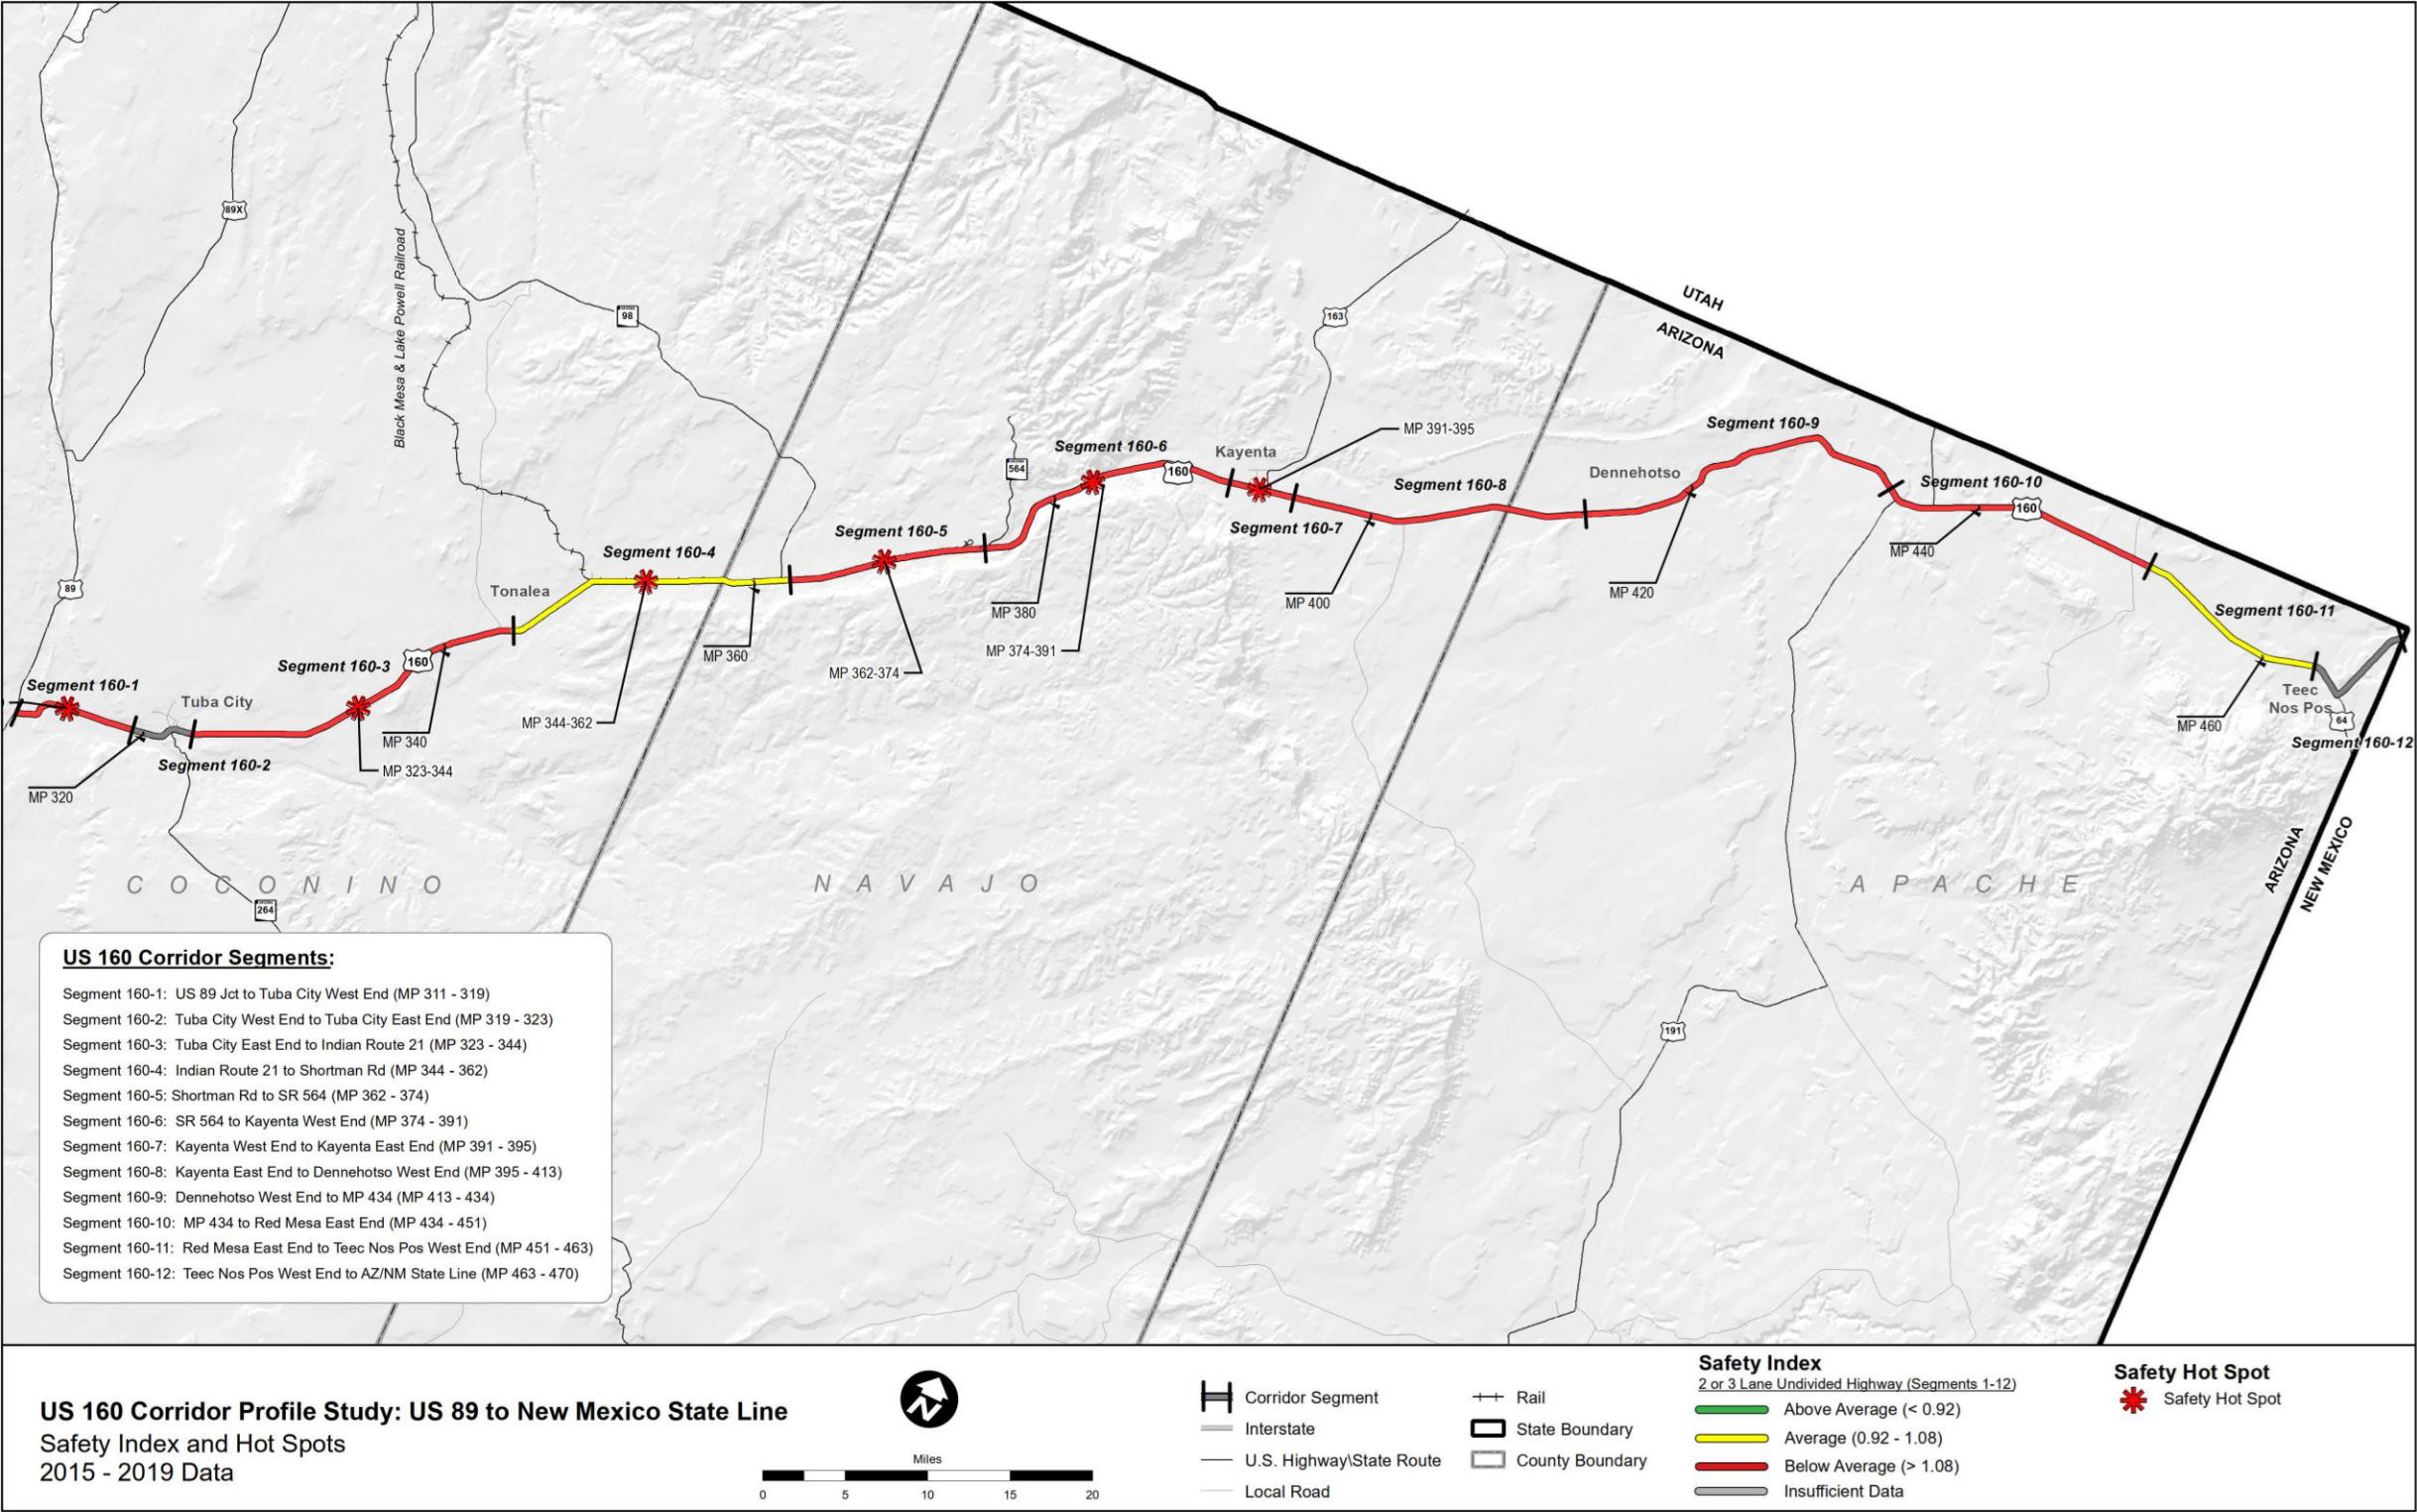 89X
Black Mesa & Lake Powell Railroad
98
163
UTAH
ARIZONA
MP 391-395
Segment 160-9
Segment 160-6
Kayenta
160
564
Dennehotso
Segment 160-8
Segment 160-10
160
Segment 160-7
Segment 160-5
Segment 160-4
MP 440
89
Tonalea
MP 420
MP 400
MP 380
Segment 160-11
MP 374-391
MP 360
Segment 160-3
160
MP 362-374
Segment 160-1
Tuba City
Teec
Nos Pos
64
MP 344-362
MP 460
MP 340
Segment 160-12
Segment 160-2
MP 323-344
MP 320
COCONINO
NAVAJO
APACHE
ARIZONA
NEW MEXICO
264
191
US 160 Corridor Segments:
Segment 160-1: US 89 Jct to Tuba City West End (MP 311 - 319)
Segment 160-2: Tuba City West End to Tuba City East End (MP 319 - 323)
Segment 160-3: Tuba City East End to Indian Route 21 (MP 323 - 344)
Segment 160-4: Indian Route 21 to Shortman Rd (MP 344 - 362)
Segment 160-5: Shortman Rd to SR 564 (MP 362 - 374)
Segment 160-6: SR 564 to Kayenta West End (MP 374 - 391)
Segment 160-7: Kayenta West End to Kayenta East End (MP 391 - 395)
Segment 160-8: Kayenta East End to Dennehotso West End (MP 395 - 413)
Segment 160-9: Dennehotso West End to MP 434 (MP 413 - 434)
Segment 160-10: MP 434 to Red Mesa East End (MP 434 - 451)
Segment 160-11: Red Mesa East End to Teec Nos Pos West End (MP 451 - 463)
Segment 160-12: Teec Nos Pos West End to AZ/NM State Line (MP 463 - 470)
US 160 Corridor Profile Study: US 89 to New Mexico State Line
Safety Index and Hot Spots
2015 - 2019 Data
N
Miles
0 5 10 15 20
Corridor Segment
Interstate
U.S. Highway\State Route
Local Road
Rail
State Boundary
County Boundary
Safety Index
2 or 3 Lane Undivided Highway (Segments 1-12)
Above Average (< 0.92)
Average (0.92 - 1.08)
Below Average (> 1.08)
Insufficient Data
Safety Hot Spot
Safety Hot Spot